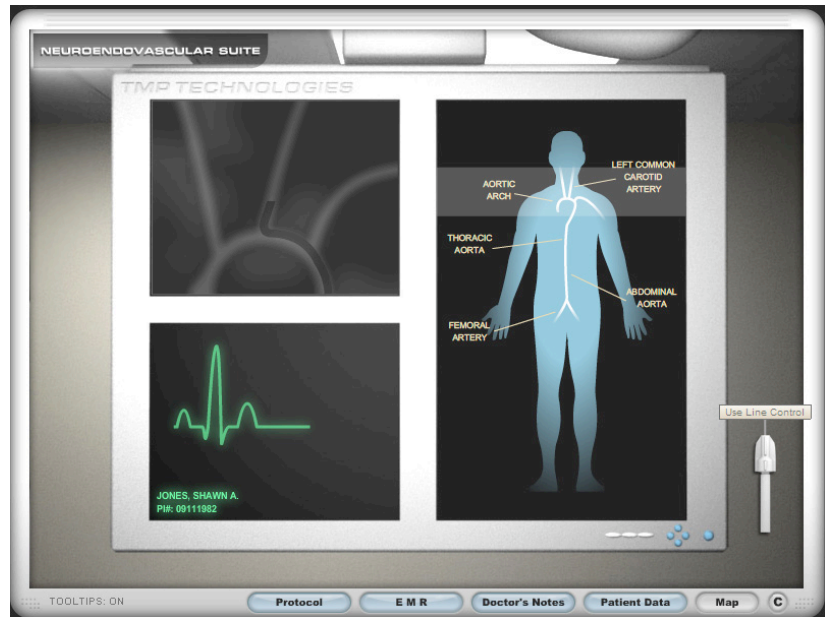 NEUROENDOVASCULAR SUITE
TMP TECHNOLOGIES
LEFT COMMON
CAROTID
ARTERY
AORTIC
ARCH
THORACIC
AORTA
ABDOMINAL
AORTA
FEMORAL
ARTERY
Use Line Control
JONES, SHAWN A.
PI#: 09111982
TOOLTIPS: ON
Protocol
E M R
Doctor's Notes
Patient Data
Map
C